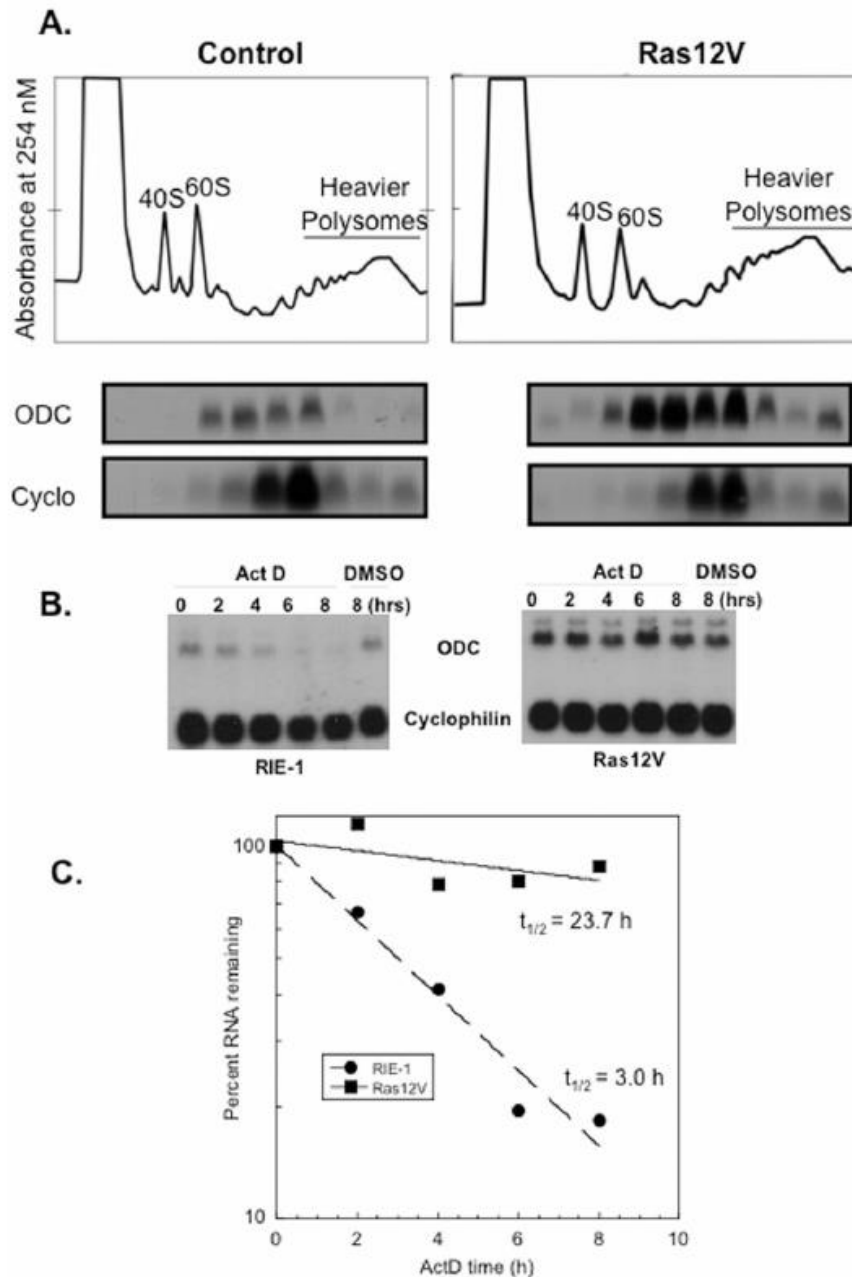 A.
Control
Ras12V
Absorbance at 254 nM
40S
60S
Heavier
Polysomes
40S
60S
Heavier
Polysomes
ODC
Cyclo
B.
Act D DMSO
0 2 4 6 8 8 (hrs)
Act D DMSO
0 2 4 6 8 8 (hrs)
ODC
Cyclophilin
RIE-1
Ras12V
C.
Percent RNA remaining
100
10
t1/2 = 23.7 h
t1/2 = 3.0 h
RIE-1
Ras12V
0 2 4 6 8 10
ActD time (h)